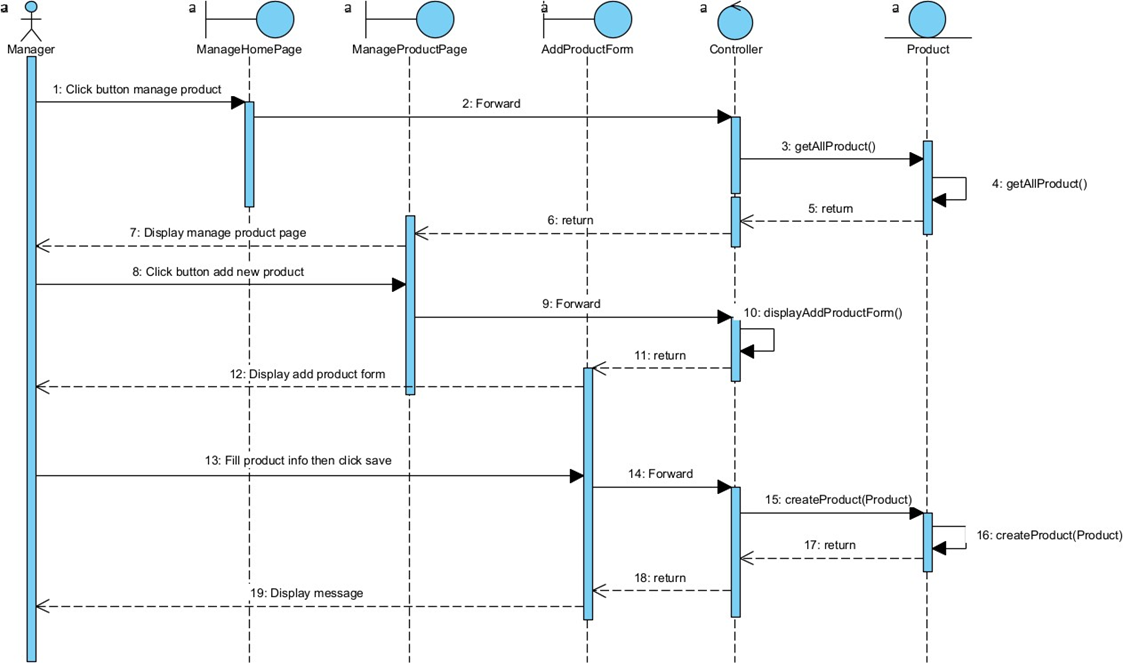 a
a
a
a
a
a
Manager
ManageHomePage
ManageProductPage
AddProductForm
Controller
Product
1: Click button manage product
2: Forward
3: getAllProduct()
4: getAllProduct()
5: return
6: return
7: Display manage product page
8: Click button add new product
9: Forward
10: displayAddProductForm()
11: return
12: Display add product form
13: Fill product info then click save
14: Forward
15: createProduct(Product)
16: createProduct(Product)
17: return
18: return
19: Display message